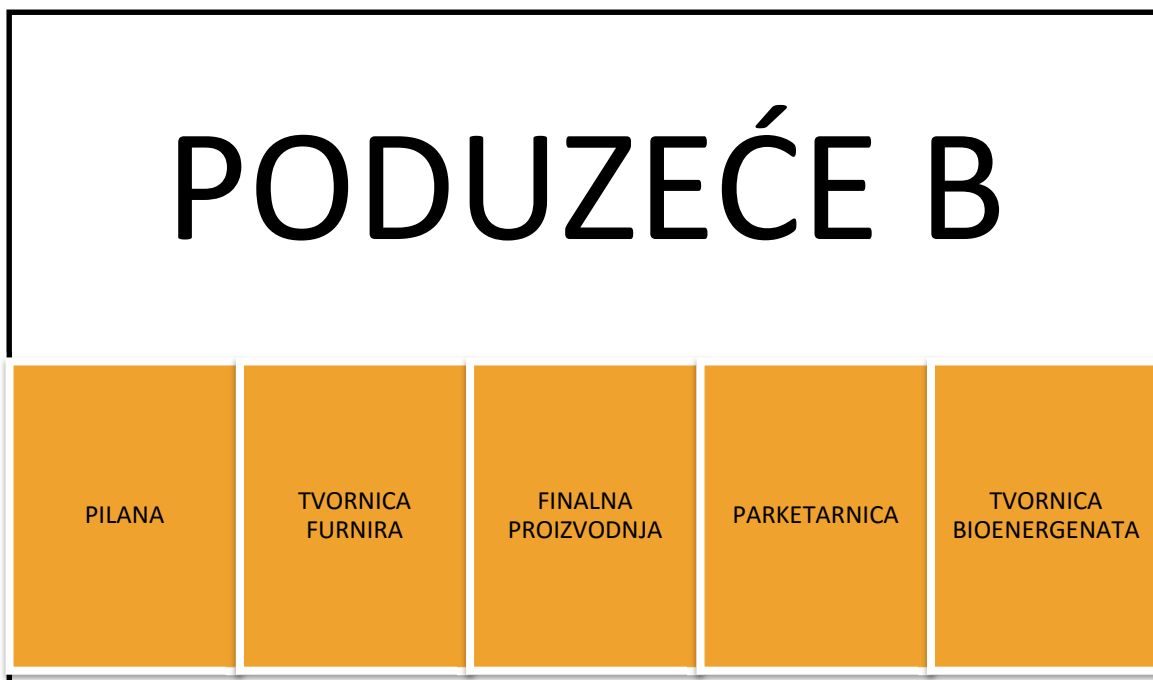 PODUZEĆE B
PILANA
TVORNICA
FURNIRA
FINALNA
PROIZVODNJA
PARKETARNICA
TVORNICA
BIOENERGENATA